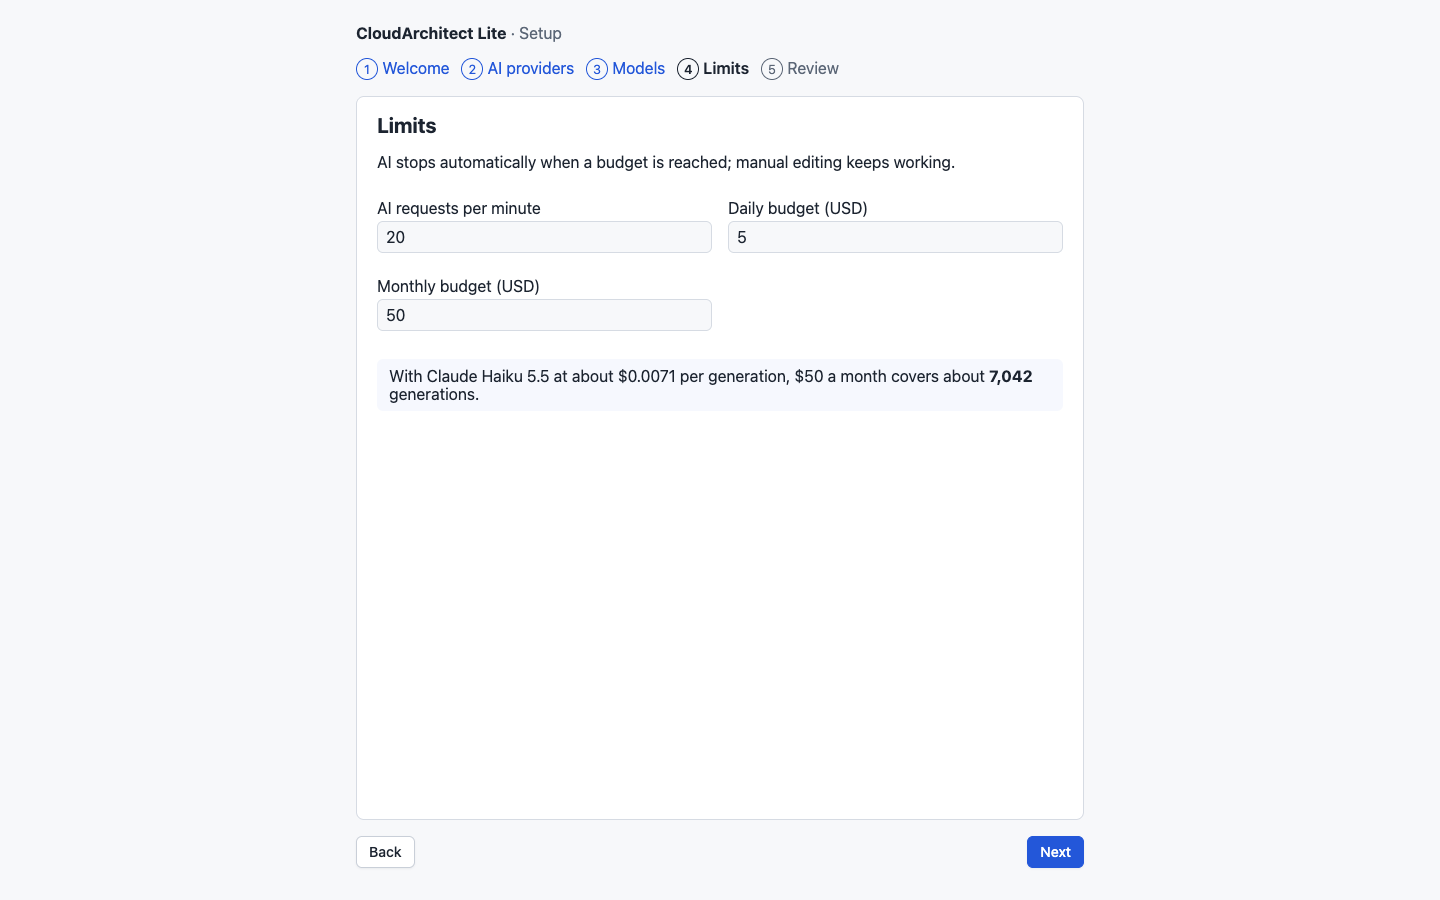 CloudArchitect Lite · Setup
1 Welcome 2 AI providers 3 Models 4 Limits 5 Review
Limits
AI stops automatically when a budget is reached; manual editing keeps working.
AI requests per minute Daily budget (USD)
20 5
Monthly budget (USD)
50
With Claude Haiku 5.5 at about $0.0071 per generation, $50 a month covers about 7,042
generations.
Back Next